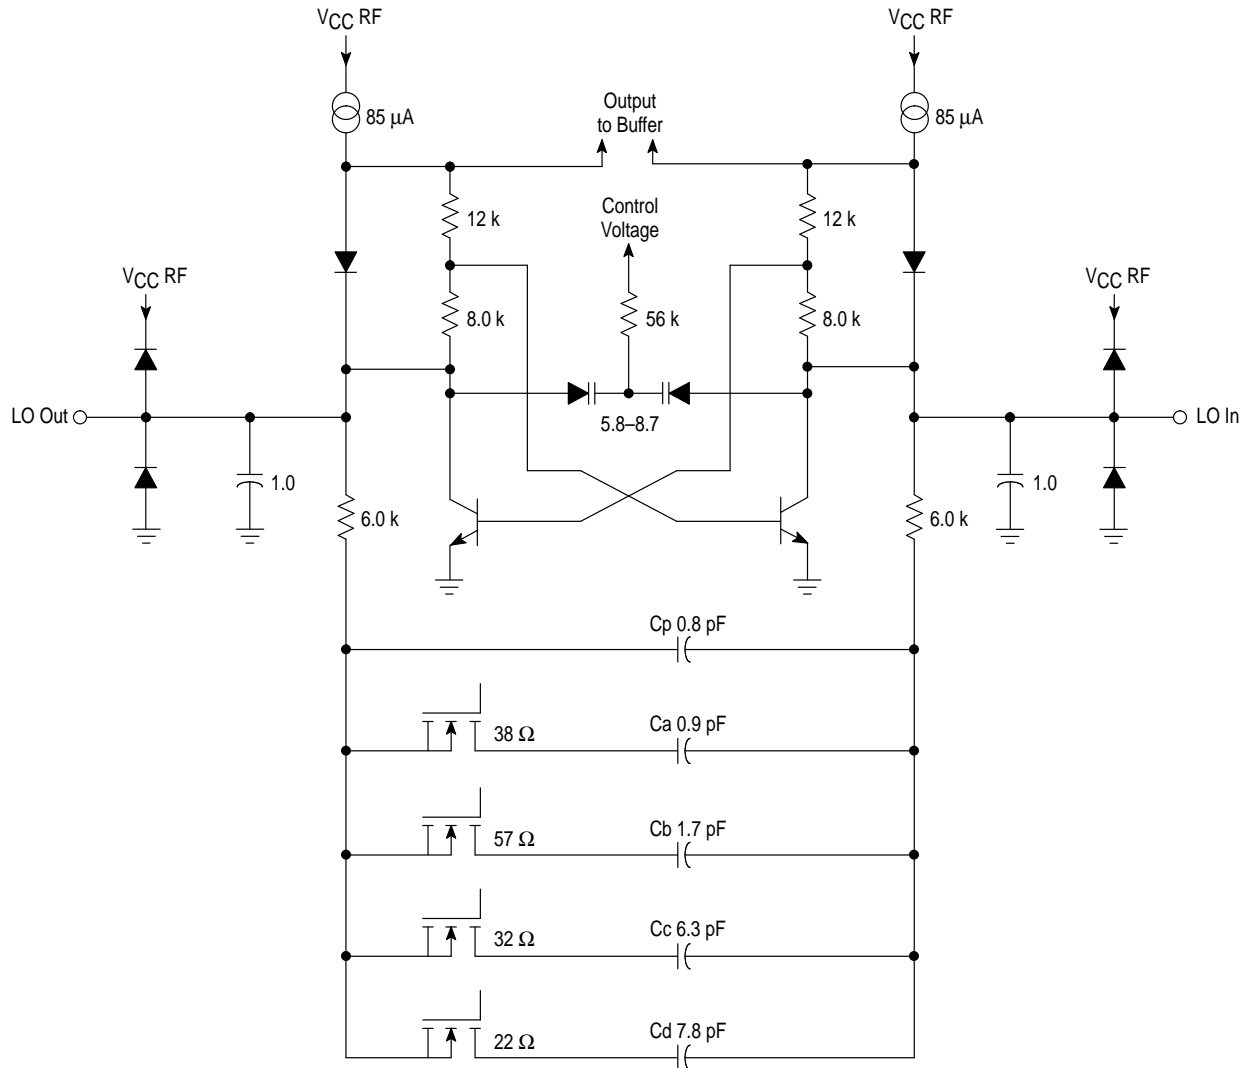 VCC RF
VCC RF
85 µA
Output
to Buffer
85 µA
12 k
Control
Voltage
12 k
VCC RF
VCC RF
8.0 k
56 k
8.0 k
LO Out
5.8–8.7
LO In
1.0
6.0 k
6.0 k
1.0
Cp 0.8 pF
38 Ω
Ca 0.9 pF
57 Ω
Cb 1.7 pF
32 Ω
Cc 6.3 pF
22 Ω
Cd 7.8 pF